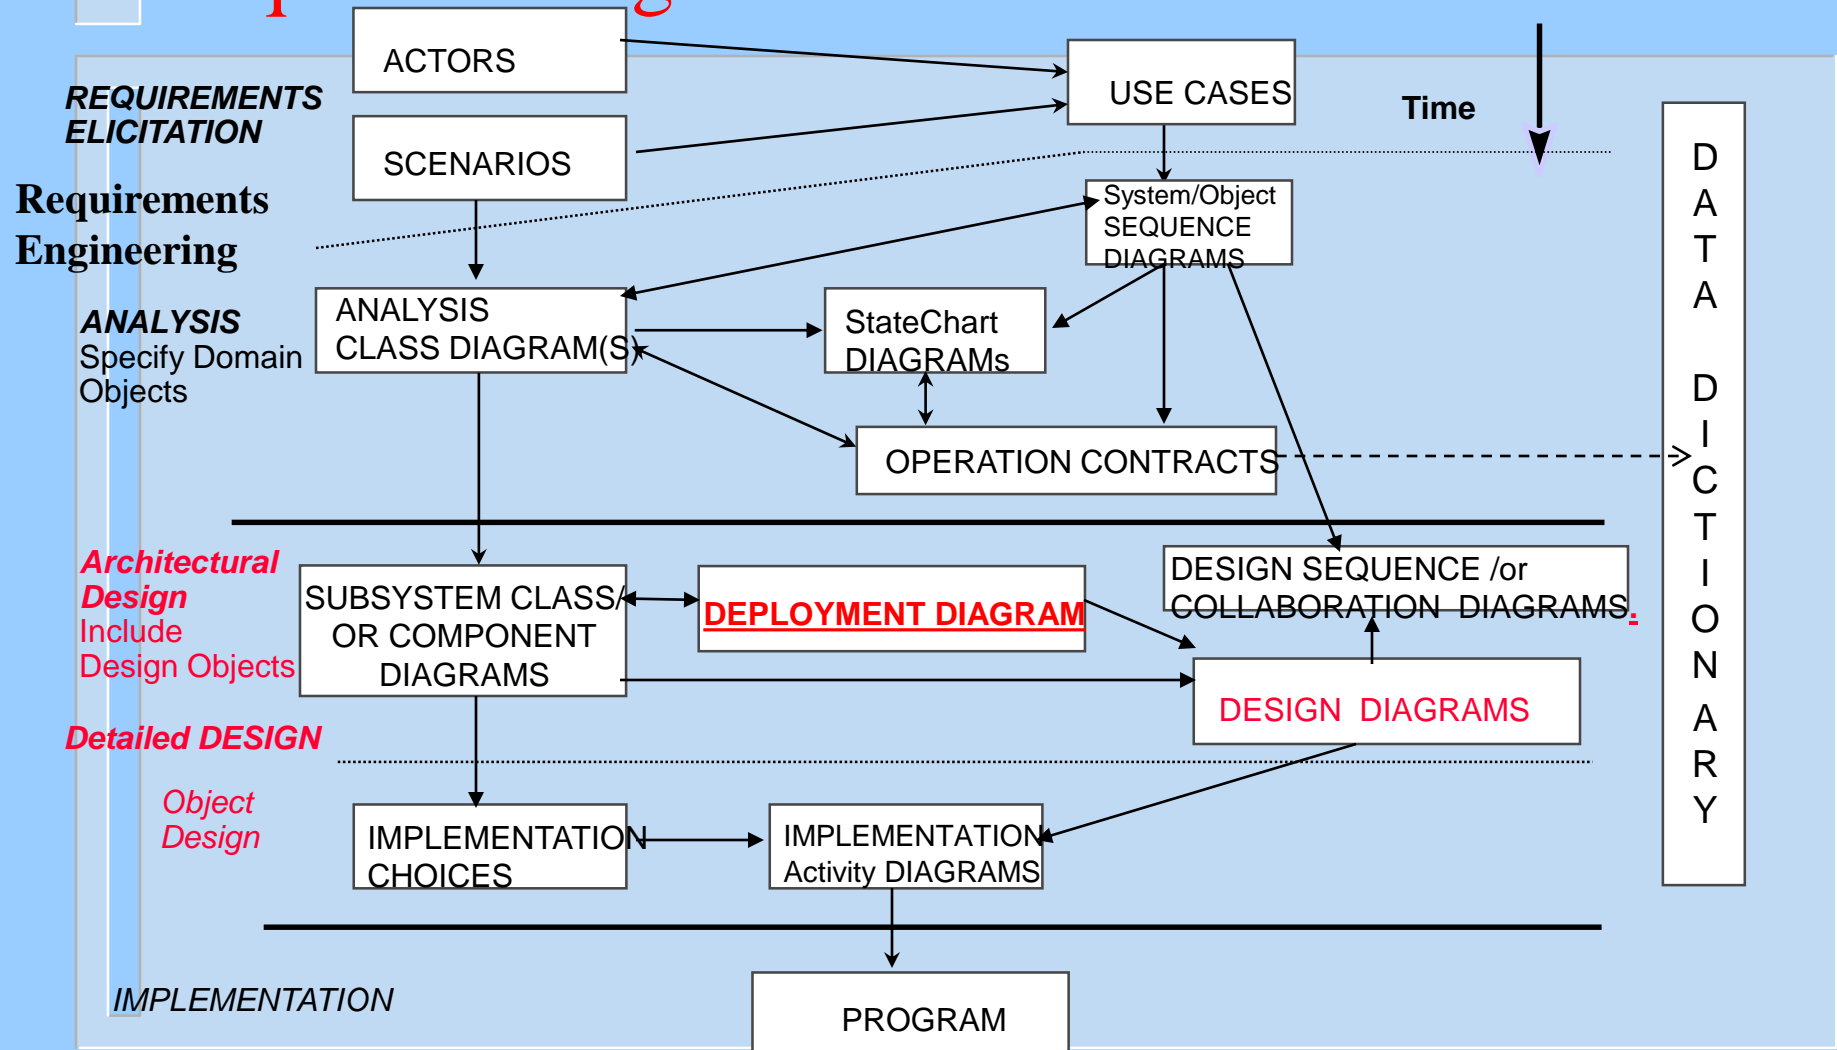 ACTORS
USE CASES
Time
REQUIREMENTS
ELICITATION
SCENARIOS
Requirements
Engineering
System/Object
SEQUENCE
DIAGRAMS
ANALYSIS
Specify Domain
Objects
ANALYSIS
CLASS DIAGRAM(S)
StateChart
DIAGRAMs
OPERATION CONTRACTS
DATA DICTIONARY
Architectural
Design
Include
Design Objects
SUBSYSTEM CLASS/
OR COMPONENT
DIAGRAMS
DEPLOYMENT DIAGRAM
DESIGN SEQUENCE /or
COLLABORATION DIAGRAMS.
DESIGN DIAGRAMS
Detailed DESIGN
Object
Design
IMPLEMENTATION
CHOICES
IMPLEMENTATION
Activity DIAGRAMS
IMPLEMENTATION
PROGRAM